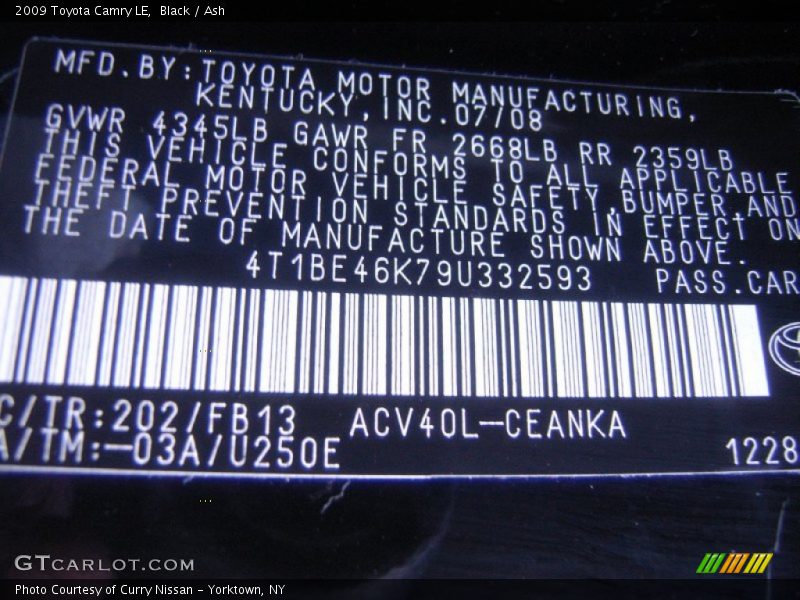 2009 Toyota Camry LE,  Black / Ash
MFD.BY:TOYOTA MOTOR MANUFACTURING,
KENTUCKY,INC.07/08
GVWR 4345LB GAWR FR 2668LB RR 2359LB
THIS VEHICLE CONFORMS TO ALL APPLICABLE
FEDERAL MOTOR VEHICLE SAFETY,BUMPER,AND
THEFT PREVENTION STANDARDS IN EFFECT ON
THE DATE OF MANUFACTURE SHOWN ABOVE.
4T1BE46K79U332593 PASS.CAR
C/TR:202/FB13 ACV40L-CEANKA
A/TM:-03A/U250E 1228
GTCARLOT.COM
Photo Courtesy of Curry Nissan - Yorktown, NY